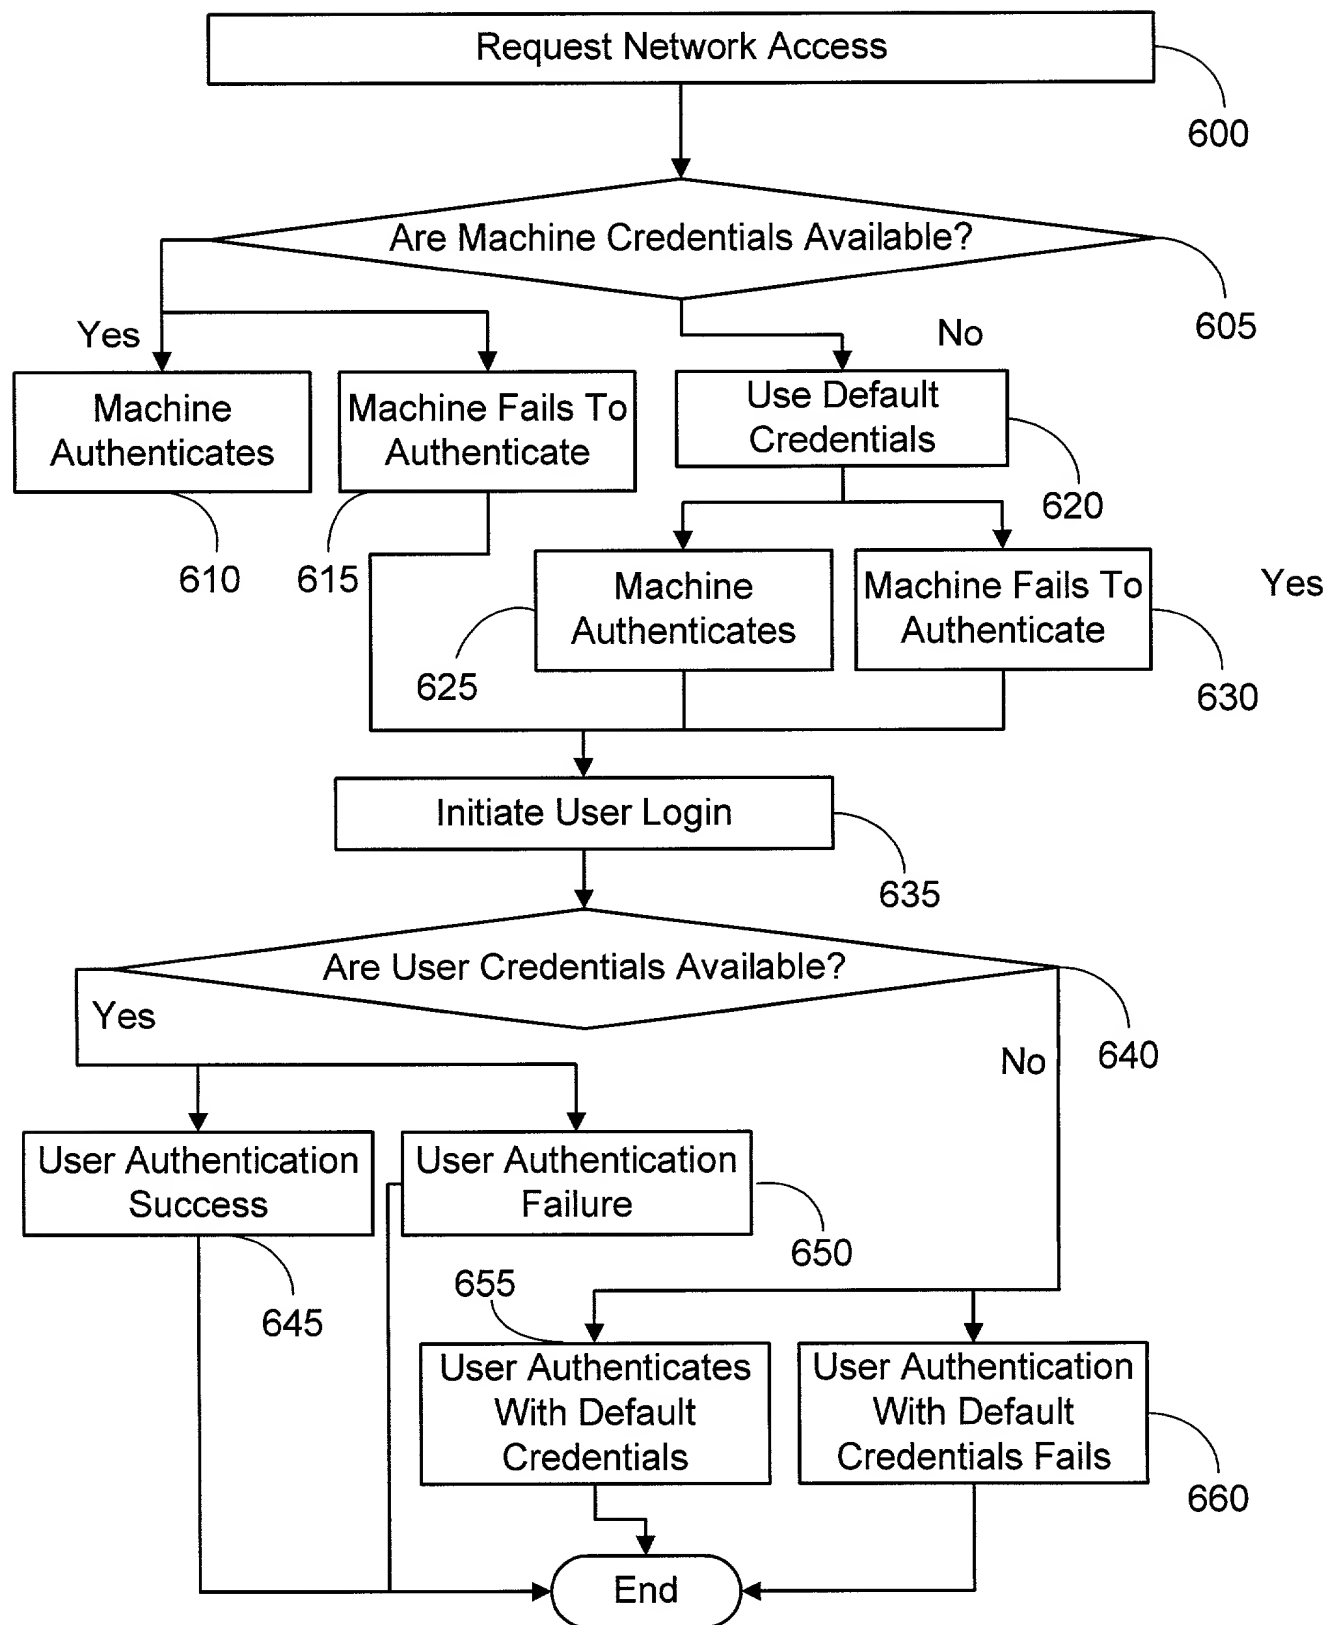 Request Network Access
600
Are Machine Credentials Available?
605
Yes
No
Machine
Authenticates
Machine Fails To
Authenticate
Use Default
Credentials
620
610
615
Machine
Authenticates
Machine Fails To
Authenticate
Yes
625
630
Initiate User Login
635
Are User Credentials Available?
Yes
No
640
User Authentication
Success
User Authentication
Failure
650
645
655
User Authenticates
With Default
Credentials
User Authentication
With Default
Credentials Fails
660
End